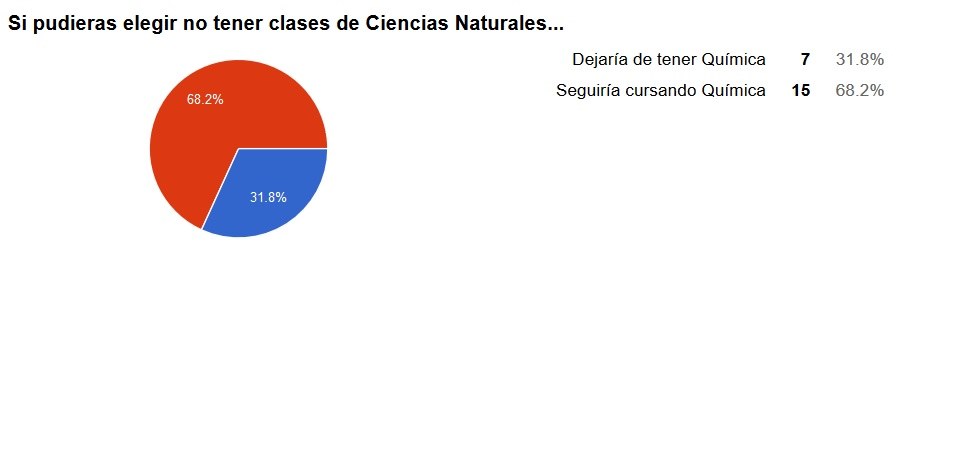 Si pudieras elegir no tener clases de Ciencias Naturales...
Dejaría de tener Química 7 31.8%
Seguiría cursando Química 15 68.2%
68.2%
31.8%